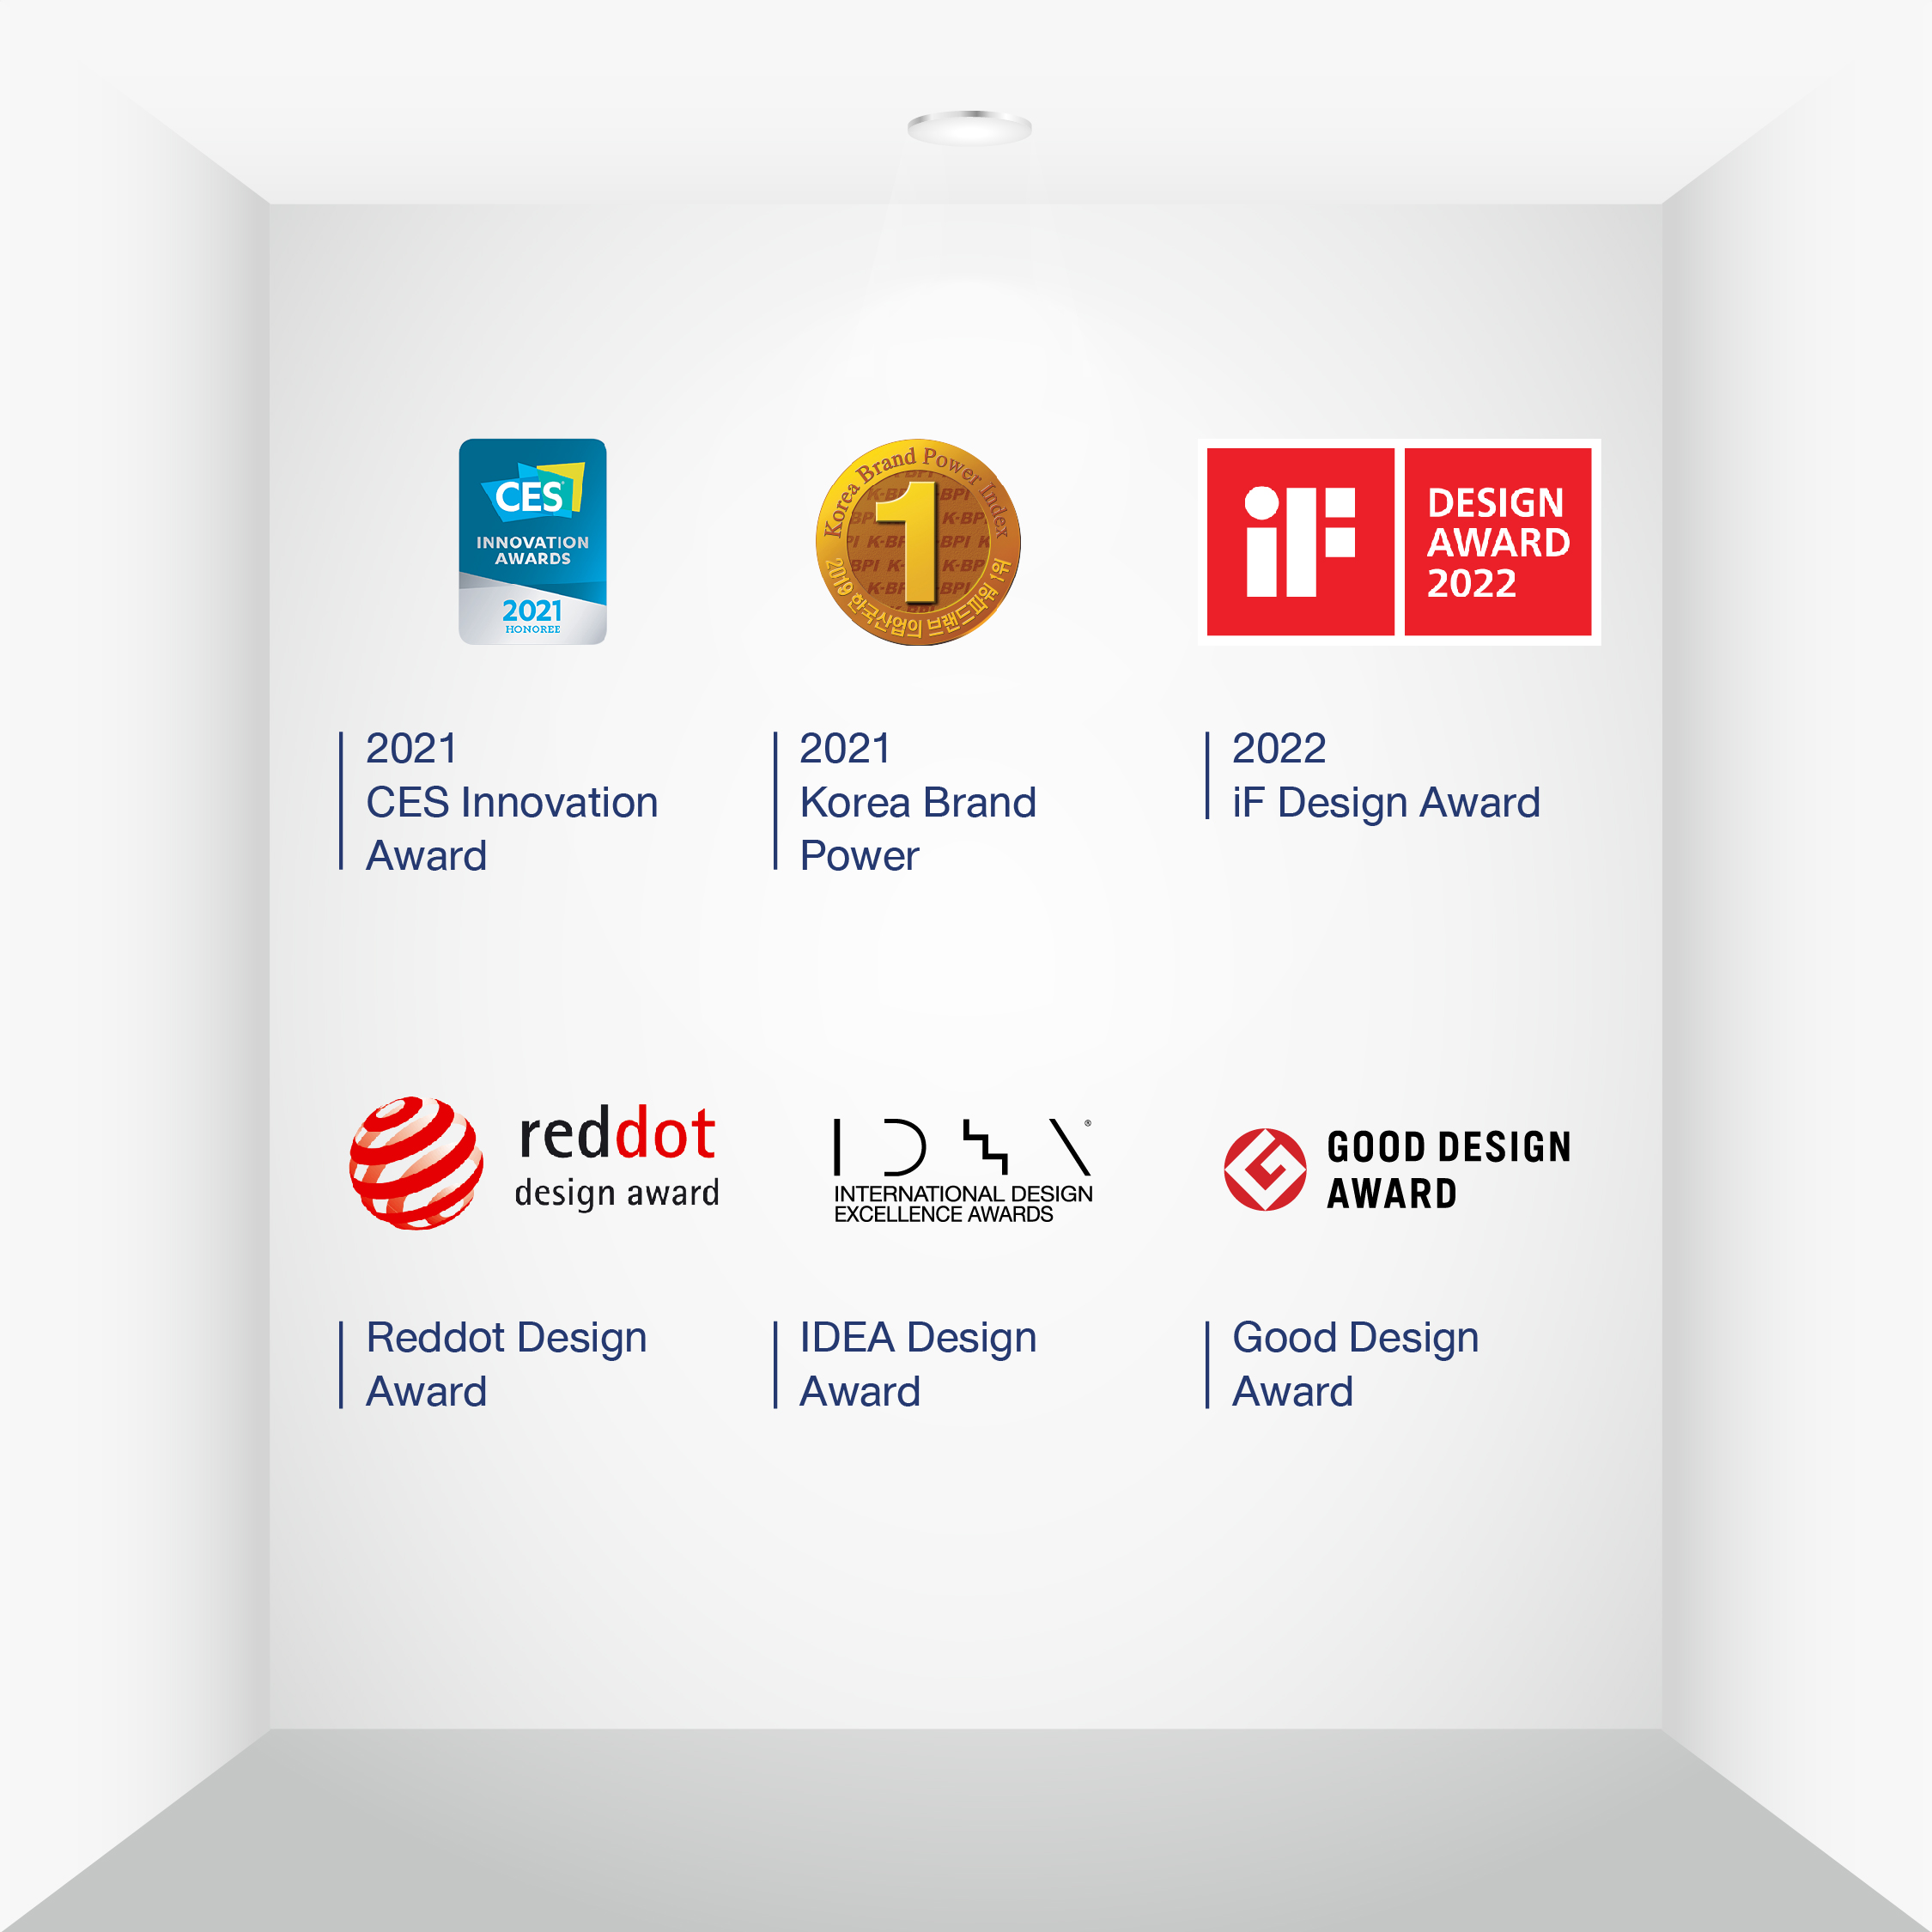 CES®
INNOVATION
AWARDS
2021
HONOREE
Korea Brand Power Index
1
2019 한국산업의 브랜드파워 1위
iF
DESIGN
AWARD
2022
2021
CES Innovation
Award
2021
Korea Brand
Power
2022
iF Design Award
reddot
design award
IDEA®
INTERNATIONAL DESIGN
EXCELLENCE AWARDS
G
GOOD DESIGN
AWARD
Reddot Design
Award
IDEA Design
Award
Good Design
Award